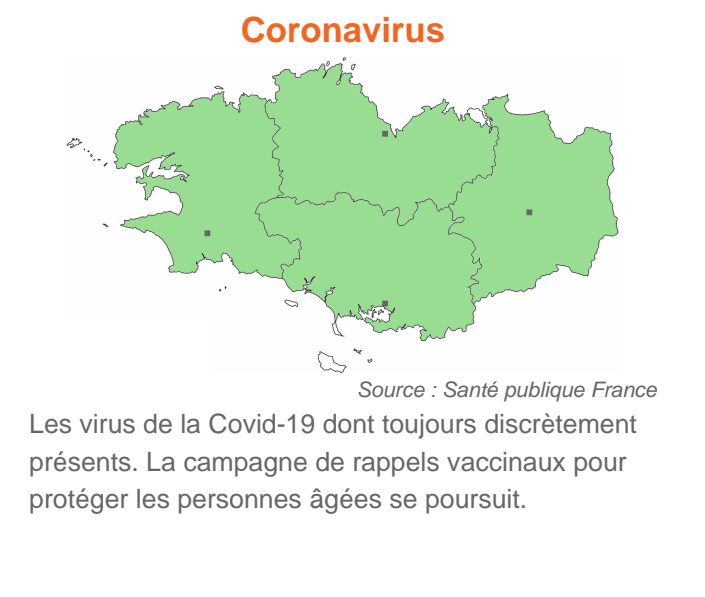 Coronavirus
Source : Santé publique France
Les virus de la Covid-19 dont toujours discrètement
présents. La campagne de rappels vaccinaux pour
protéger les personnes âgées se poursuit.